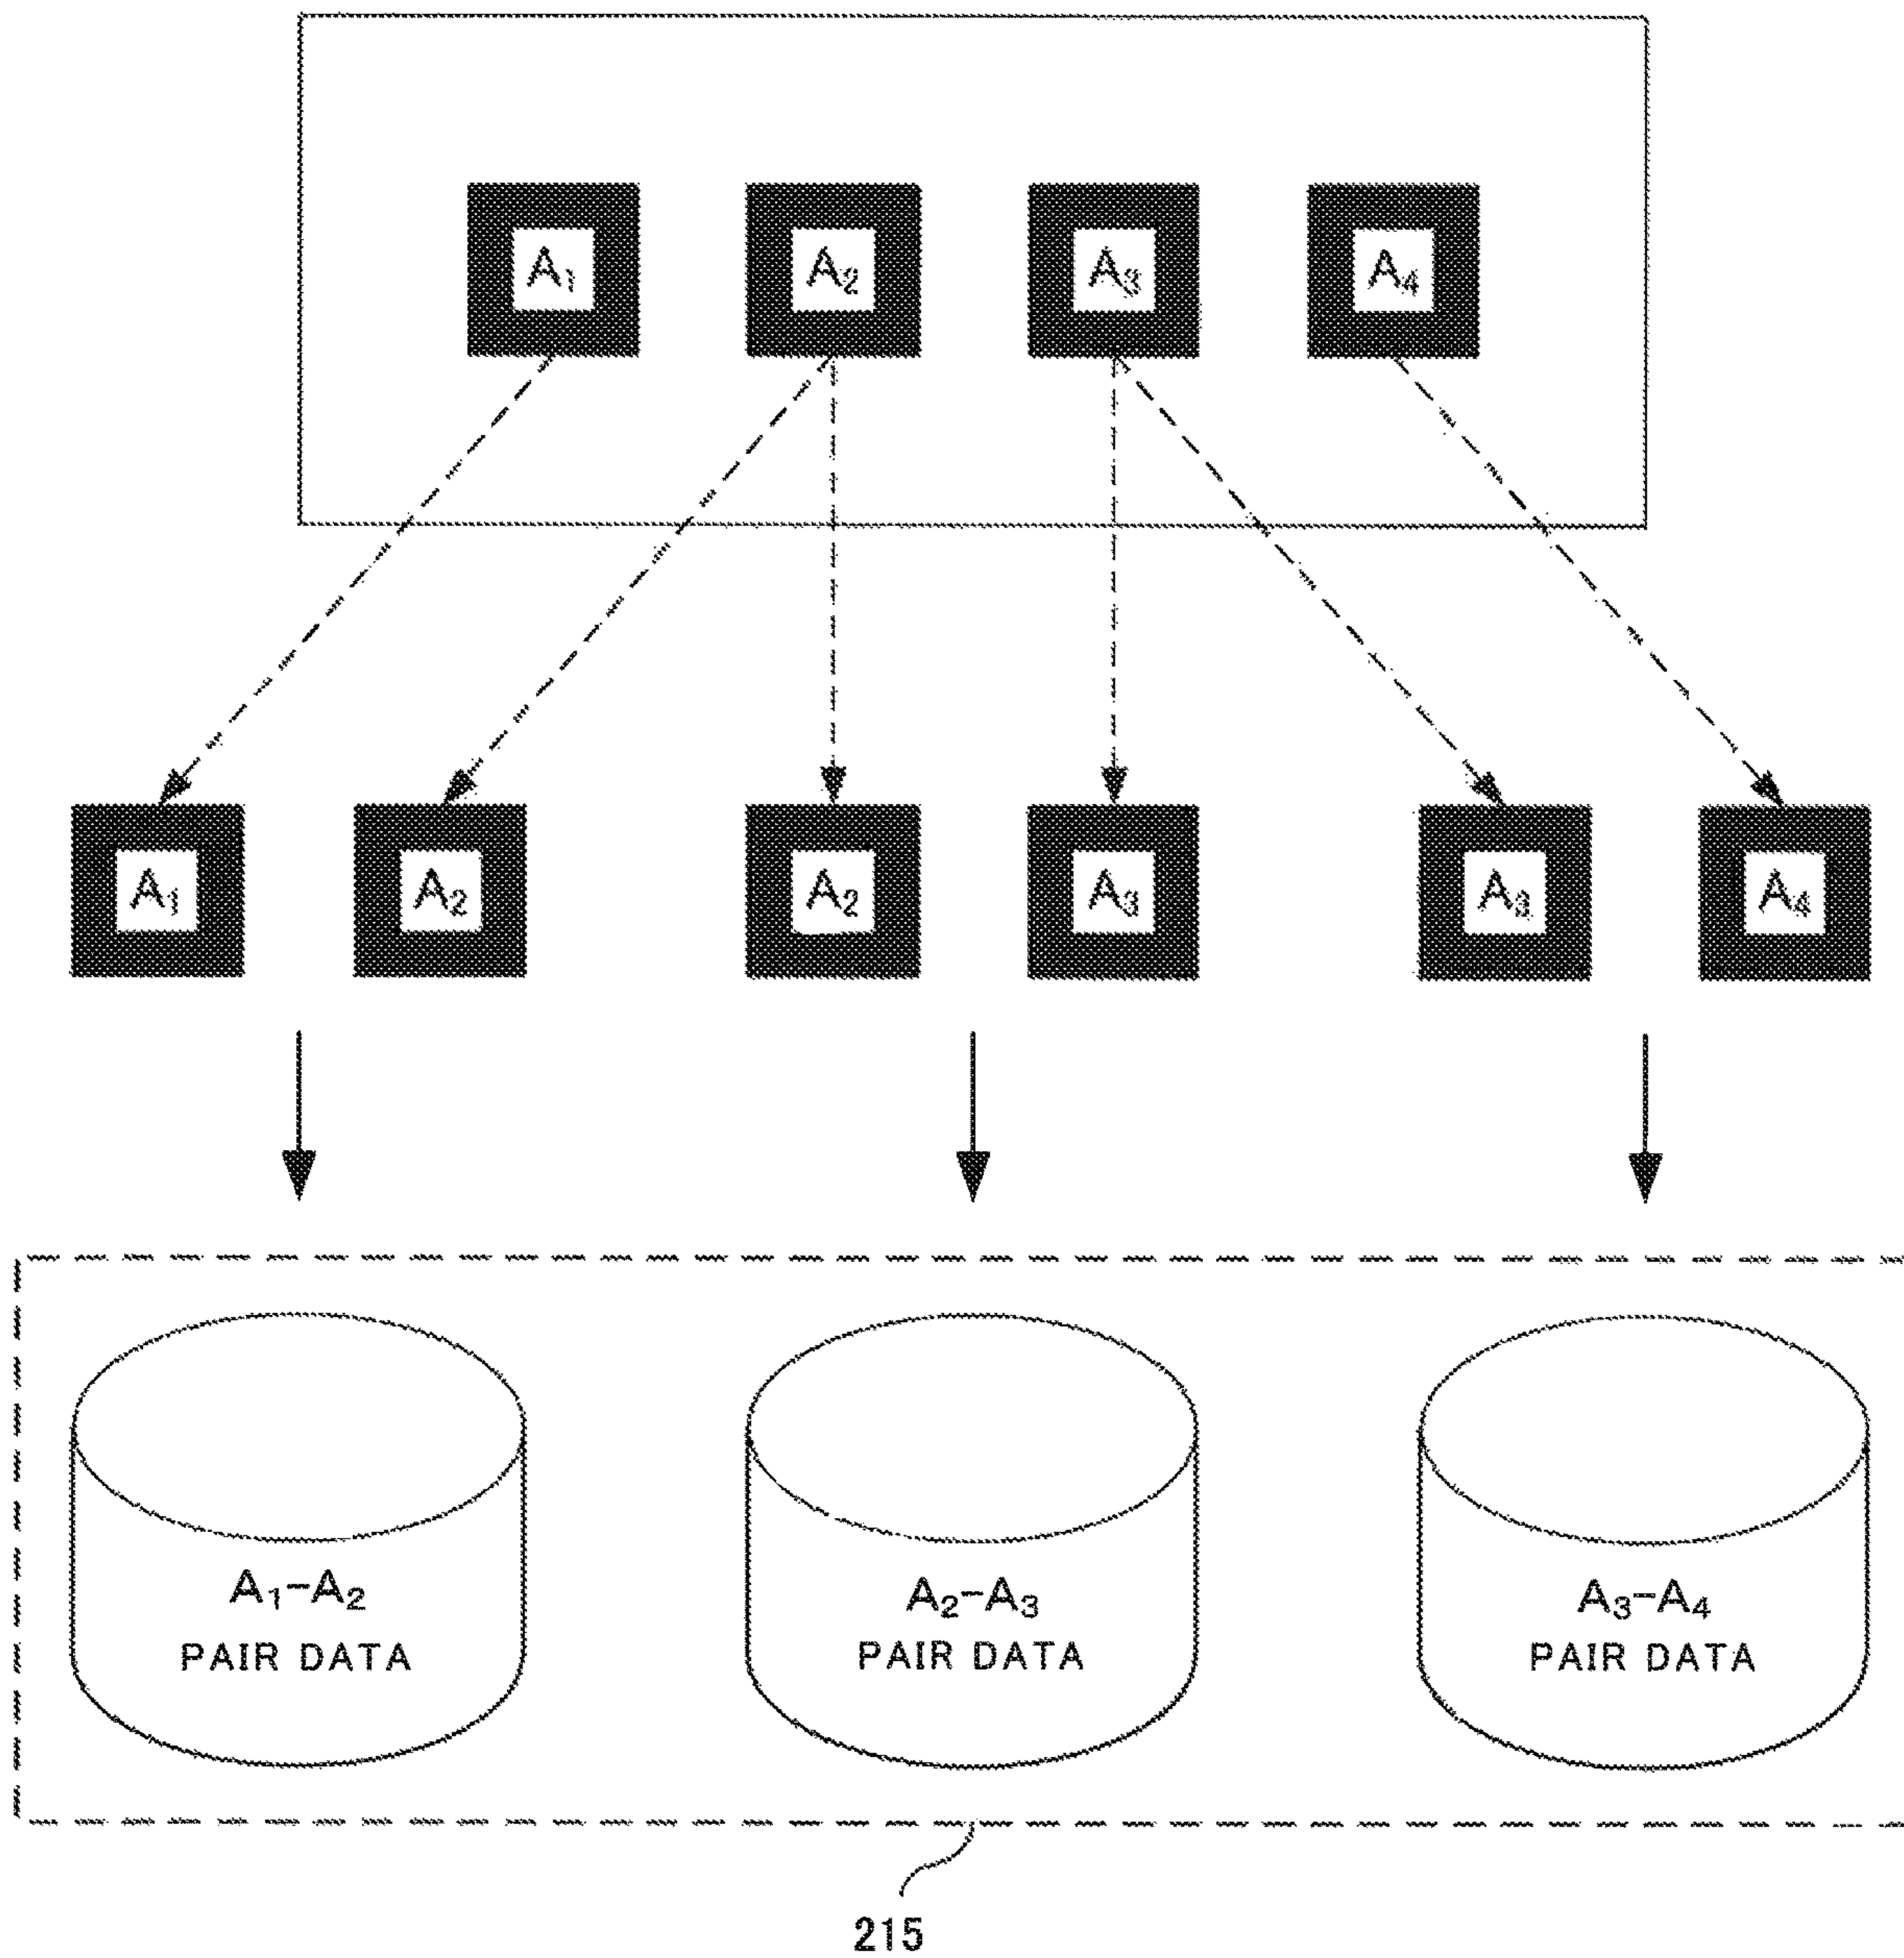 A₁ A₂ A₃ A₄
A₁ A₂ A₂ A₃ A₃ A₄
A₁-A₂ A₂-A₃ A₃-A₄
PAIR DATA PAIR DATA PAIR DATA
215